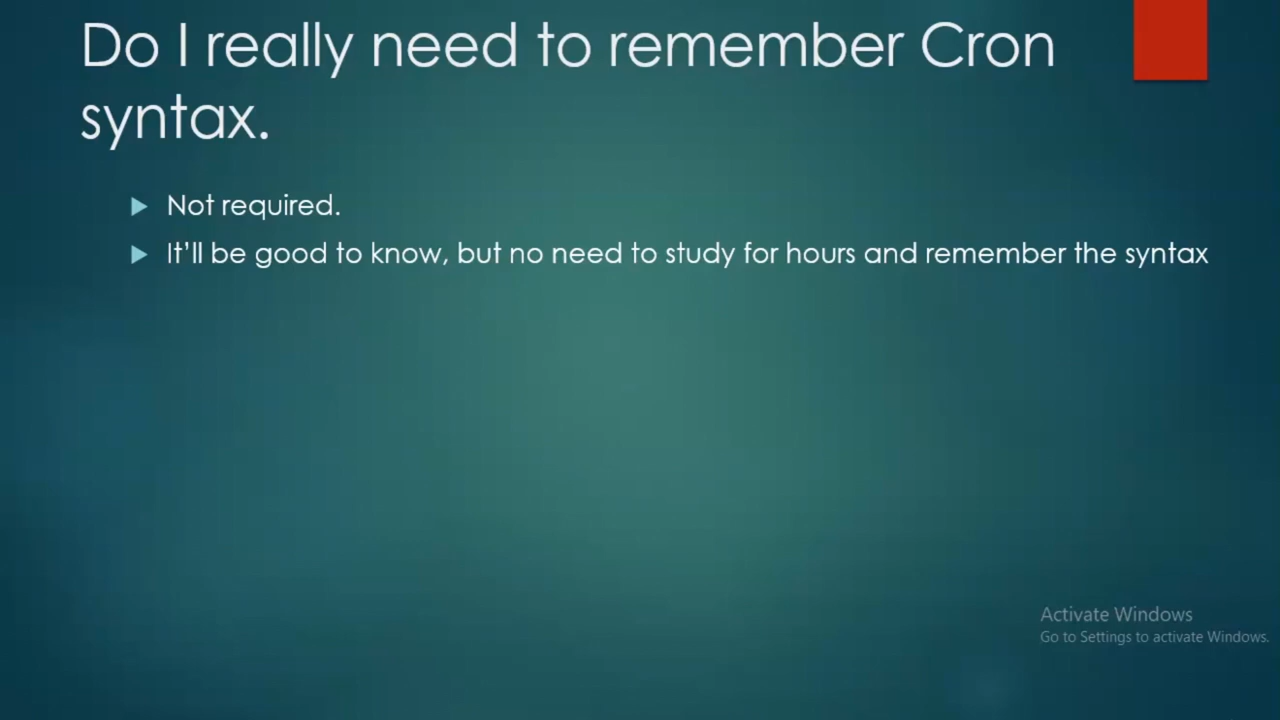 Do I really need to remember Cron
syntax.
Not required.
It’ll be good to know, but no need to study for hours and remember the syntax
Activate Windows
Go to Settings to activate Windows.